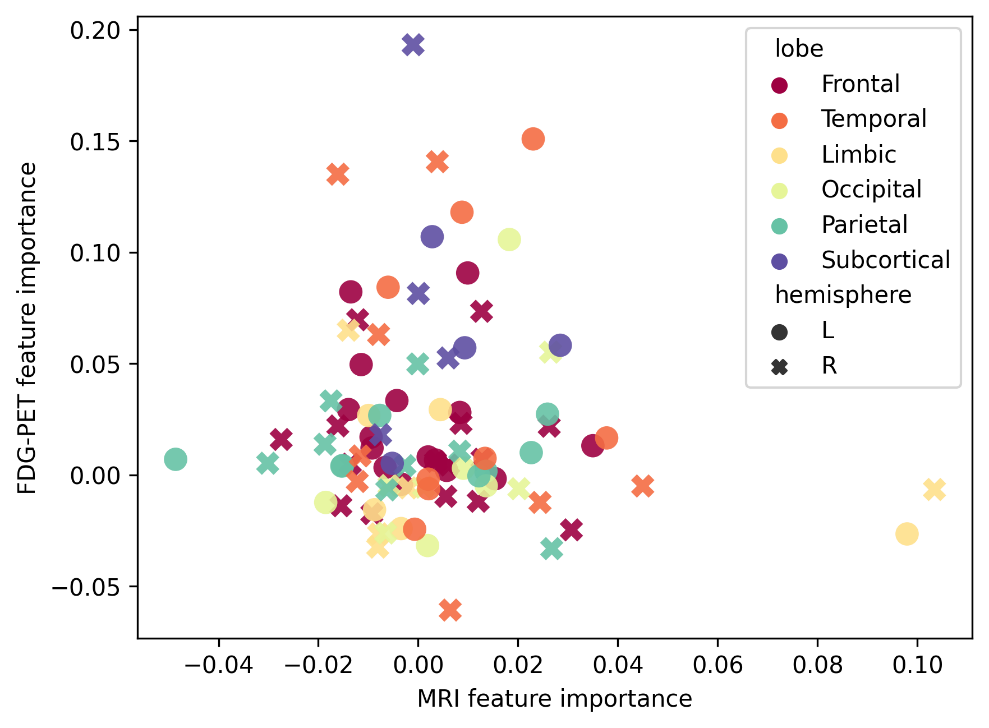 0.20
0.15
0.10
0.05
0.00
−0.05
FDG-PET feature importance
lobe
Frontal
Temporal
Limbic
Occipital
Parietal
Subcortical
hemisphere
L
R
−0.04 −0.02 0.00 0.02 0.04 0.06 0.08 0.10
MRI feature importance